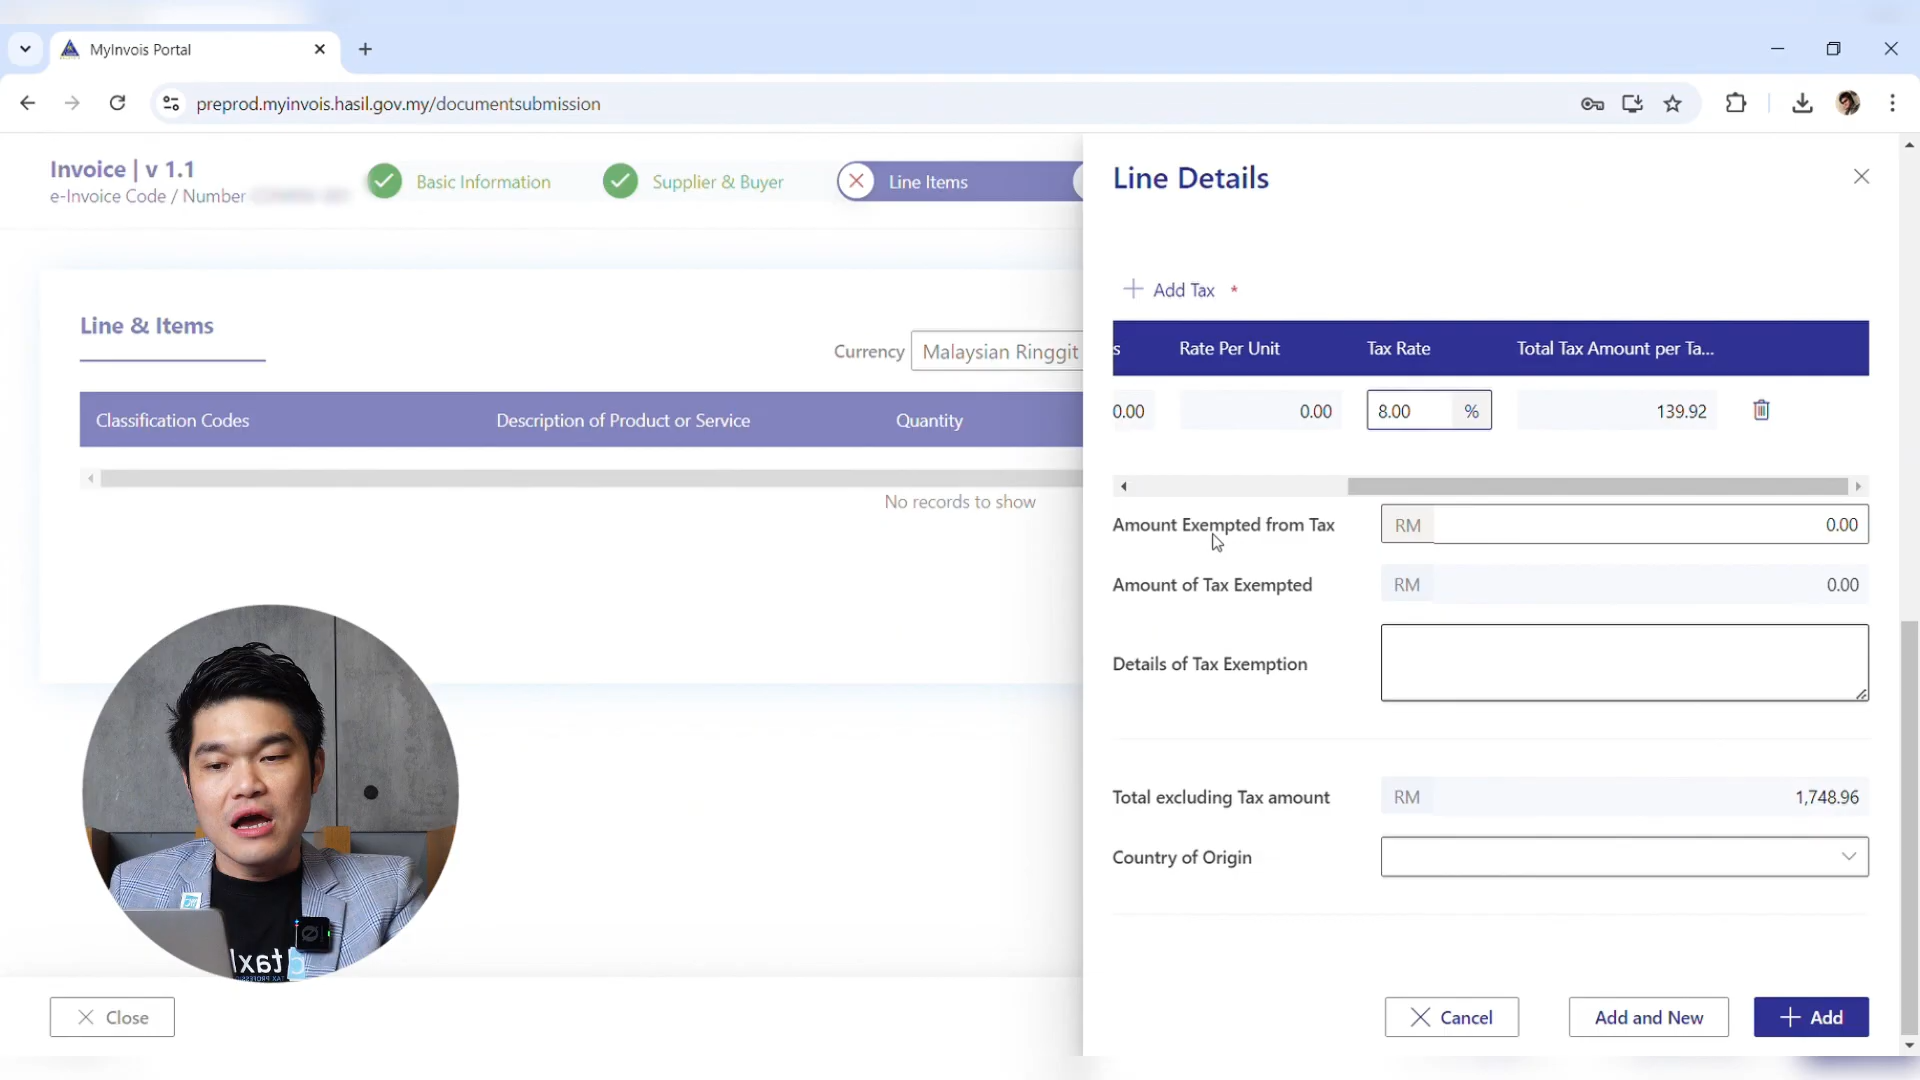 MyInvois Portal
preprod.myinvois.hasil.gov.my/documentsubmission
Invoice | v 1.1
e-Invoice Code / Number
Basic Information
Supplier & Buyer
Line Items
Line & Items
Currency
Malaysian Ringgit
Classification Codes
Description of Product or Service
Quantity
No records to show
Close
Line Details
Add Tax *
s
Rate Per Unit
Tax Rate
Total Tax Amount per Ta...
0.00
0.00
8.00 %
139.92
Amount Exempted from Tax
RM
0.00
Amount of Tax Exempted
RM
0.00
Details of Tax Exemption
Total excluding Tax amount
RM
1,748.96
Country of Origin
Cancel
Add and New
Add